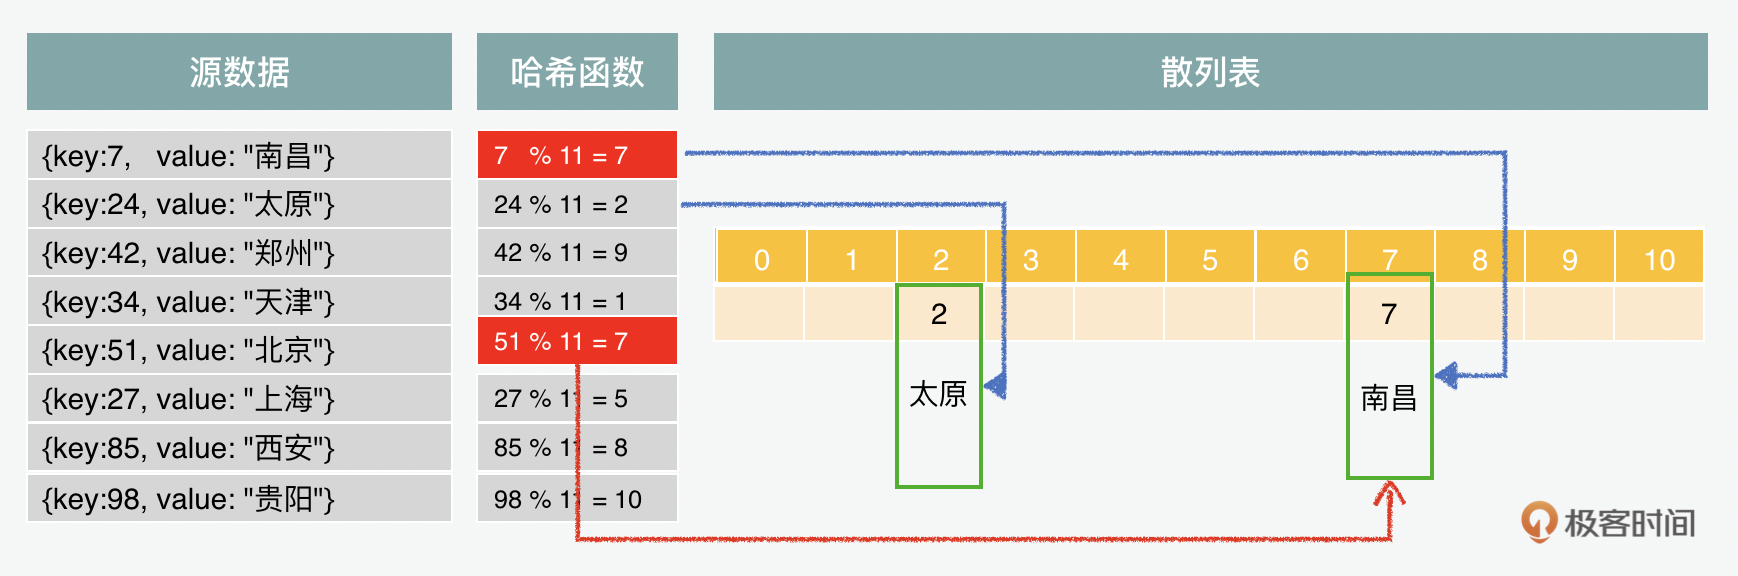 源数据 哈希函数 散列表
{key:7, value: "南昌"} 7 % 11 = 7
{key:24, value: "太原"} 24 % 11 = 2
{key:42, value: "郑州"} 42 % 11 = 9
0 1 2 3 4 5 6 7 8 9 10
{key:34, value: "天津"} 34 % 11 = 1
2 7
{key:51, value: "北京"} 51 % 11 = 7
{key:27, value: "上海"} 27 % 11 = 5
太原 南昌
{key:85, value: "西安"} 85 % 11 = 8
{key:98, value: "贵阳"} 98 % 11 = 10
极客时间